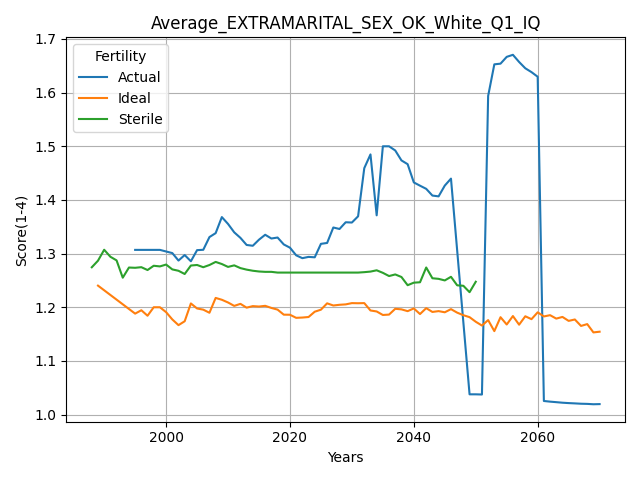 Average_EXTRAMARITAL_SEX_OK_White_Q1_IQ
Fertility
Actual
Ideal
Sterile
Score(1-4)
1.7
1.6
1.5
1.4
1.3
1.2
1.1
1.0
2000 2020 2040 2060
Years